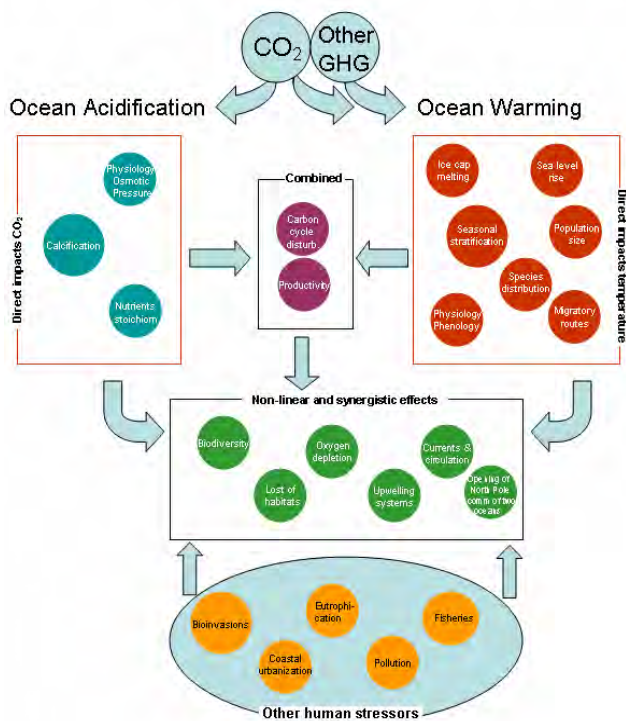 CO₂
Other
GHG
Ocean Acidification
Ocean Warming
Direct impacts CO₂
Physiology
Osmotic
Pressure
Calcification
Nutrients
stoichiom
Combined
Carbon
cycle
disturb.
Productivity
Ice cap
melting
Sea level
rise
Seasonal
stratification
Population
size
Species
distribution
Physiology
Phenology
Migratory
routes
Direct impacts temperature
Non-linear and synergistic effects
Biodiversity
Oxygen
depletion
Currents &
circulation
Lost of
habitats
Upwelling
systems
Opening of
North Pole
comm of two
oceans
Bioinvasions
Eutrophi-
cation
Fisheries
Coastal
urbanization
Pollution
Other human stressors